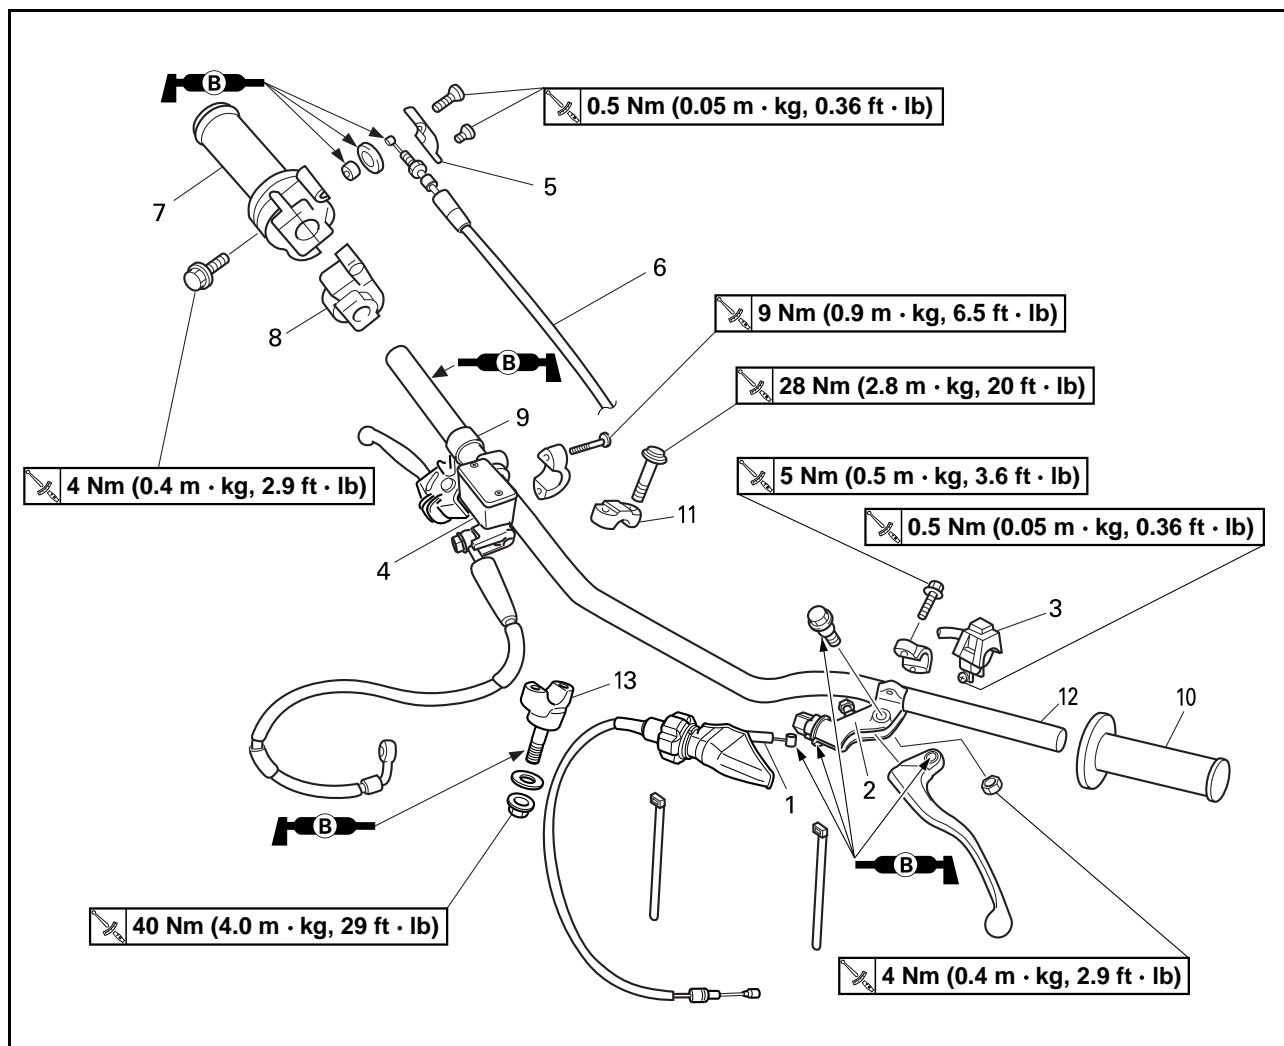 B
0.5 Nm (0.05 m · kg, 0.36 ft · lb)
5
7
6
8
9 Nm (0.9 m · kg, 6.5 ft · lb)
B
28 Nm (2.8 m · kg, 20 ft · lb)
9
4 Nm (0.4 m · kg, 2.9 ft · lb)
5 Nm (0.5 m · kg, 3.6 ft · lb)
11
0.5 Nm (0.05 m · kg, 0.36 ft · lb)
4
3
13
12
10
1
2
B
B
40 Nm (4.0 m · kg, 29 ft · lb)
4 Nm (0.4 m · kg, 2.9 ft · lb)